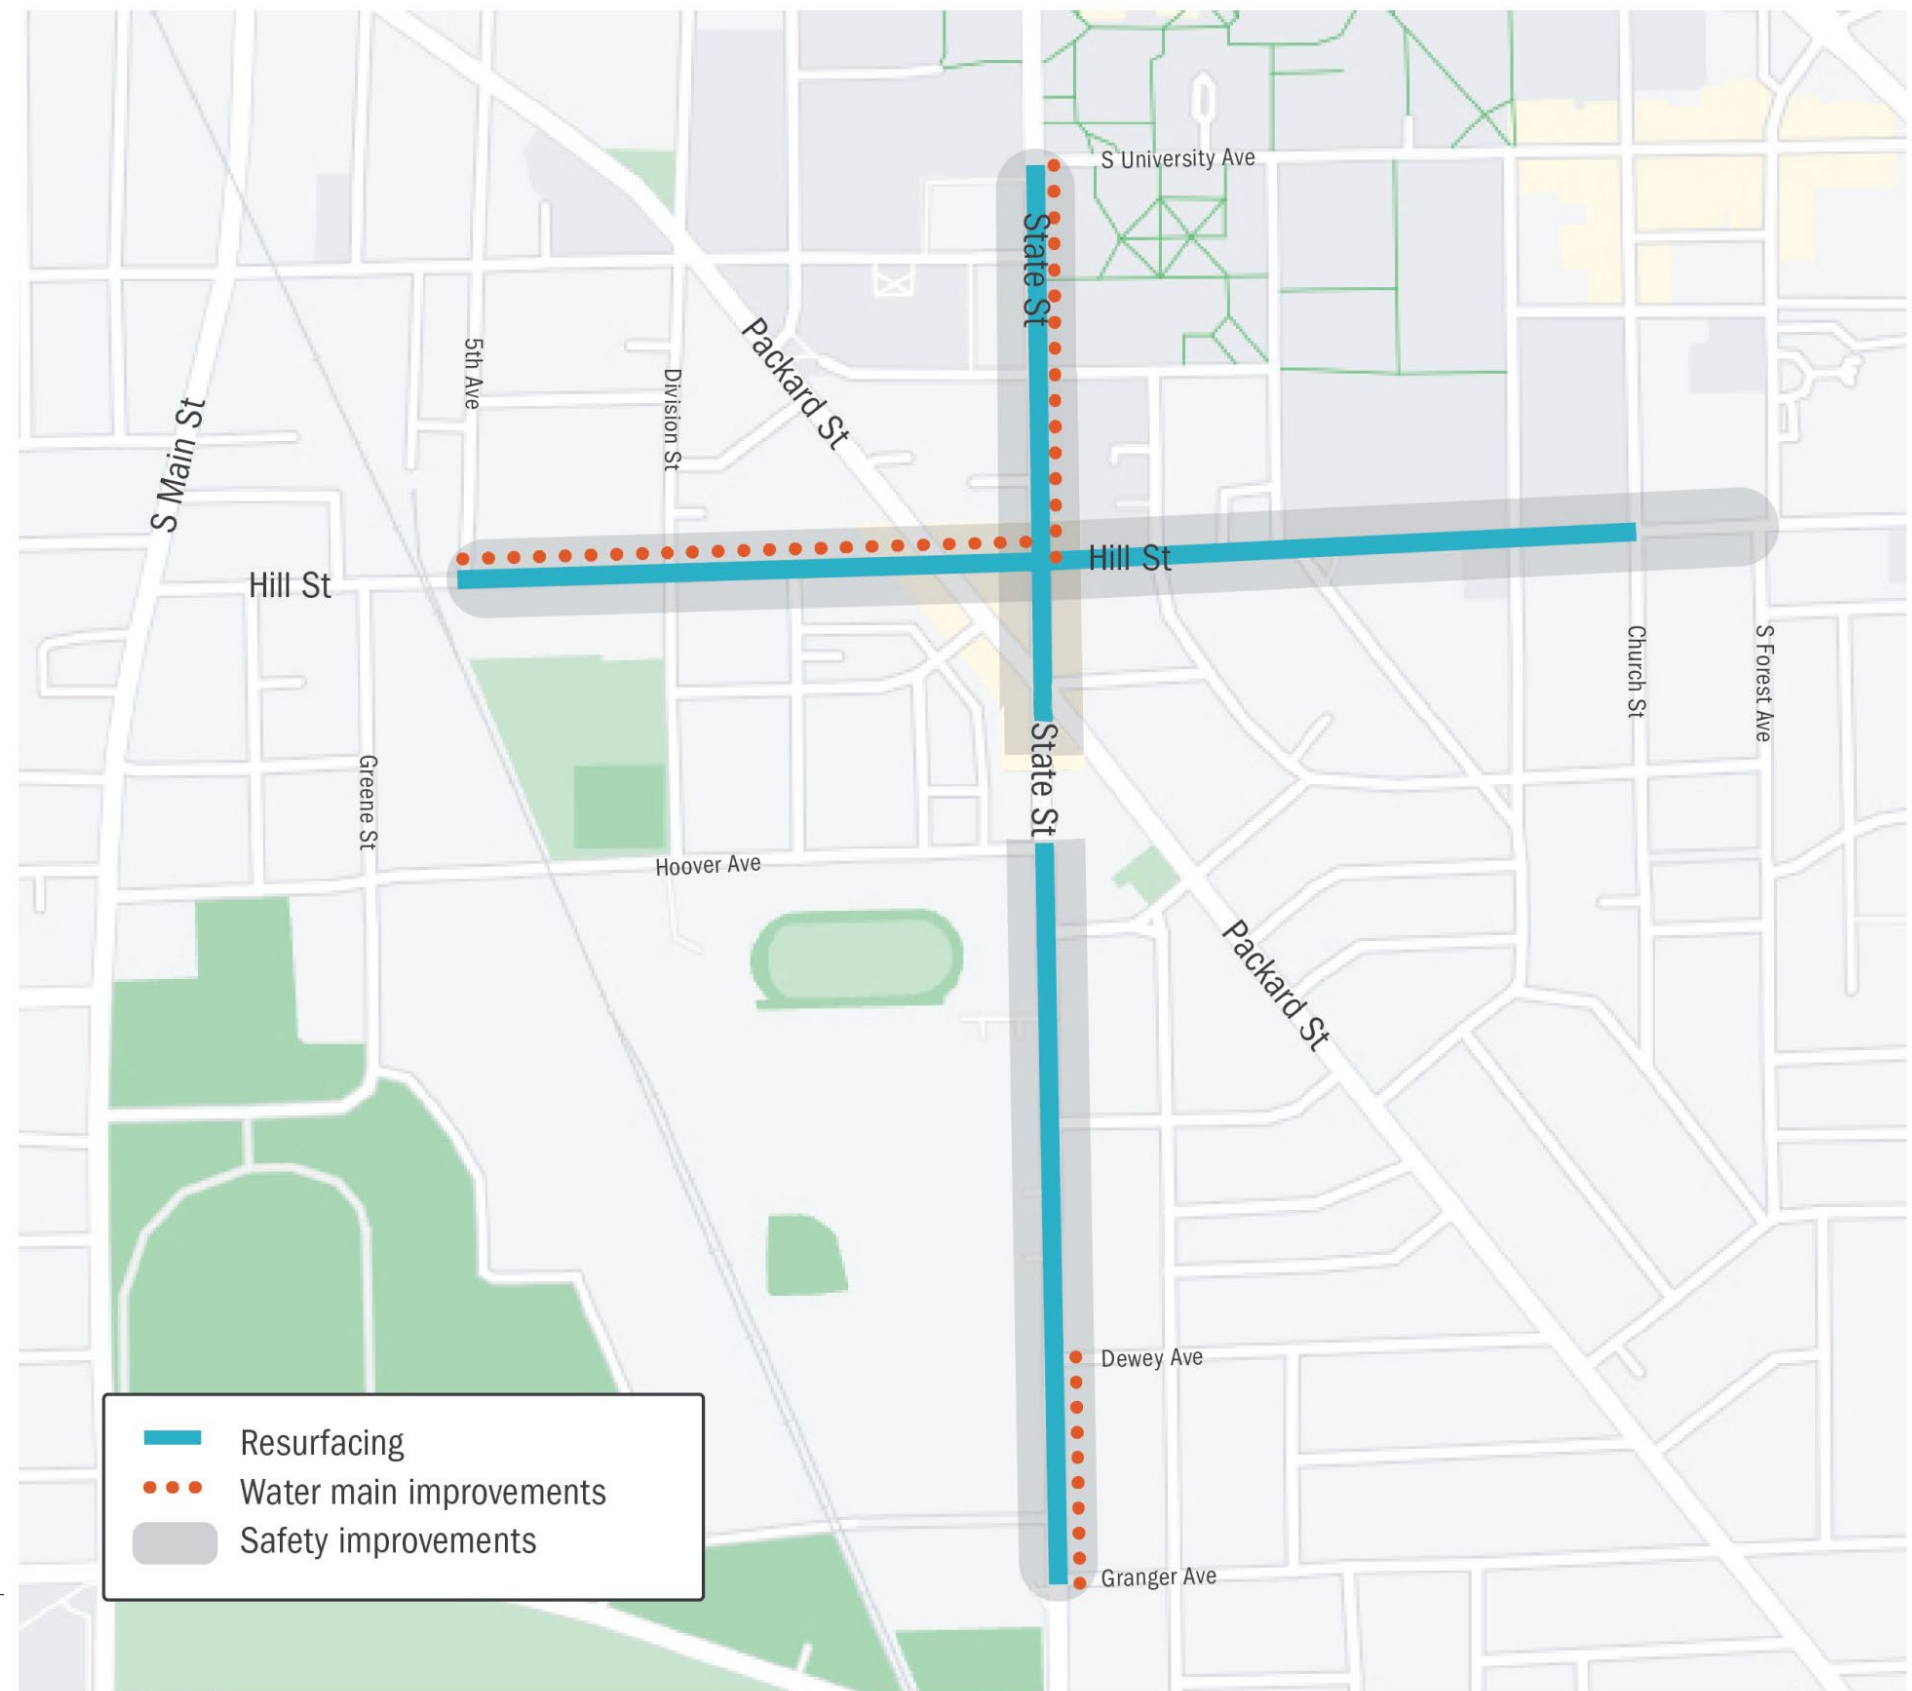 S University Ave
State St
Packard St
5th Ave
Division St
S Main St
Hill St
Hill St
Church St
S Forest Ave
State St
Greene St
Hoover Ave
Packard St
Dewey Ave
Granger Ave
Resurfacing
Water main improvements
Safety improvements